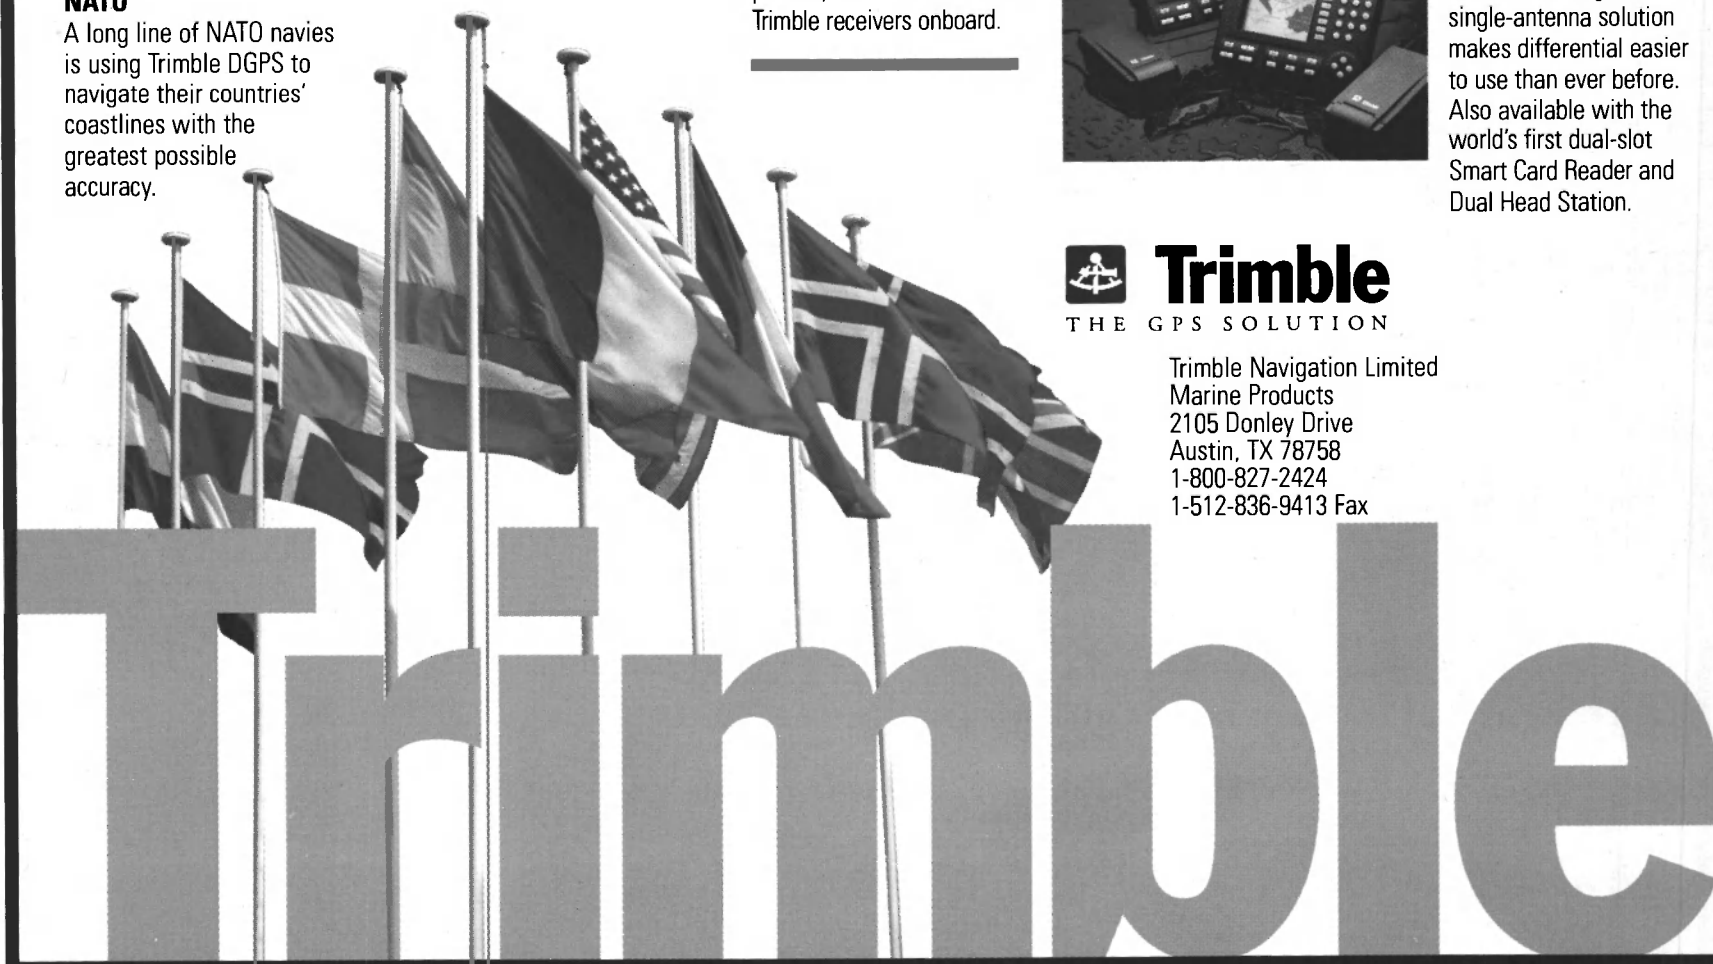 NATO
A long line of NATO navies
is using Trimble DGPS to
navigate their countries'
coastlines with the
greatest possible
accuracy.
Trimble receivers onboard.
single-antenna solution
makes differential easier
to use than ever before.
Also available with the
world's first dual-slot
Smart Card Reader and
Dual Head Station.
Trimble
THE GPS SOLUTION
Trimble Navigation Limited
Marine Products
2105 Donley Drive
Austin, TX 78758
1-800-827-2424
1-512-836-9413 Fax
Trimble